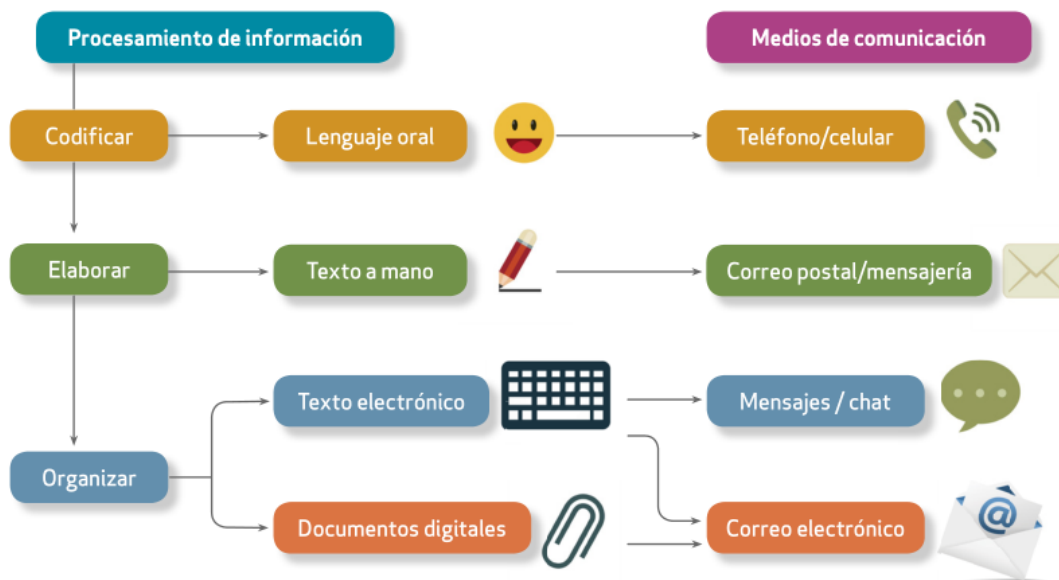 Procesamiento de información
Medios de comunicación
Codificar
Lenguaje oral
Teléfono/celular
Elaborar
Texto a mano
Correo postal/mensajería
Texto electrónico
Mensajes / chat
Organizar
Documentos digitales
Correo electrónico
@